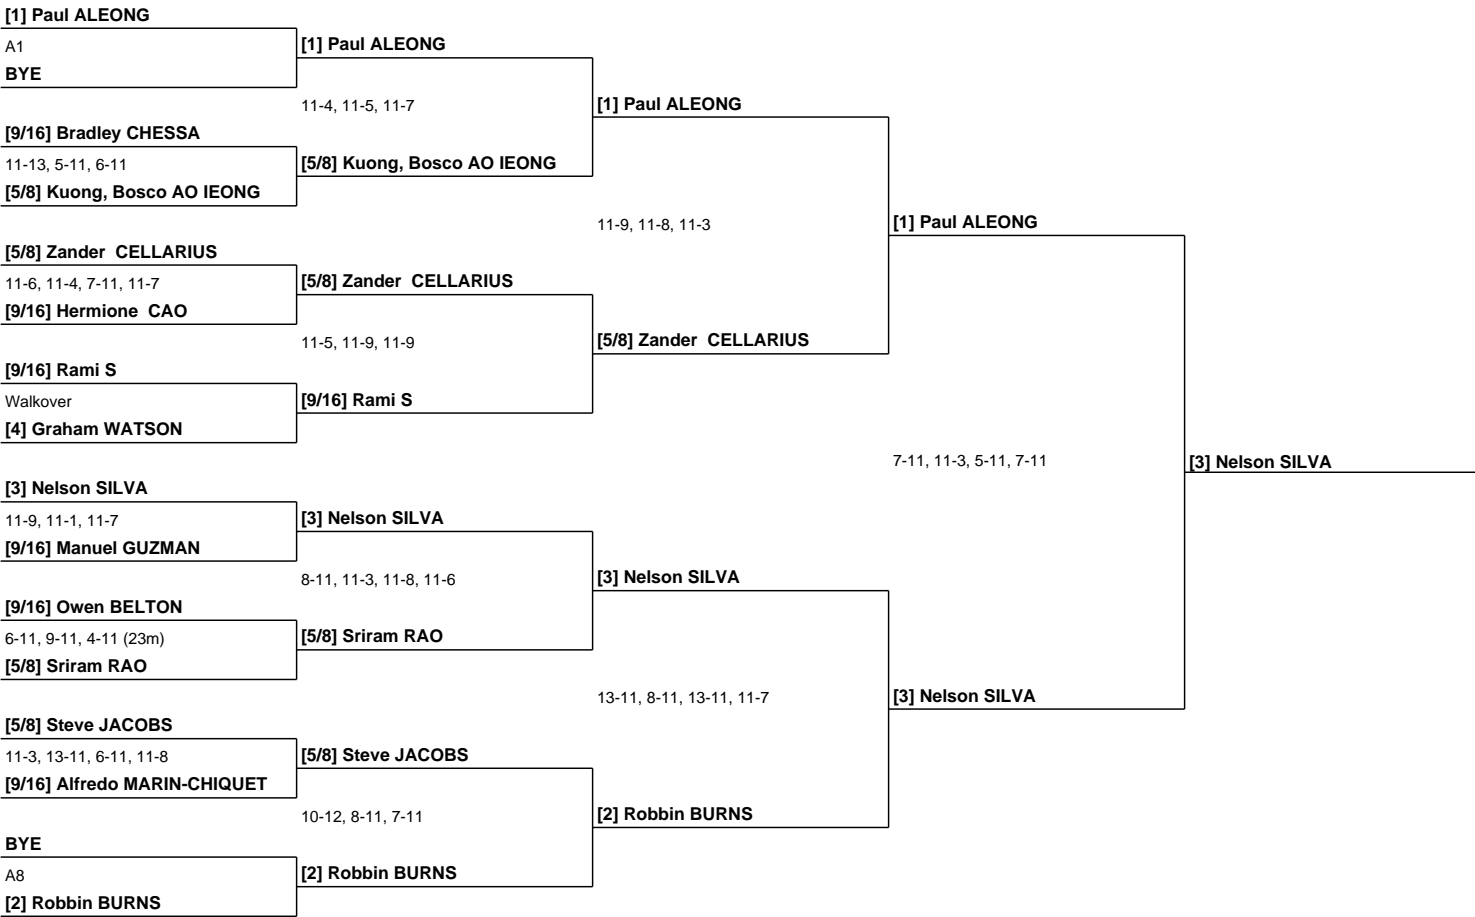 [1] Paul ALEONG
A1
BYE
[9/16] Bradley CHESSA
11-13, 5-11, 6-11
[5/8] Kuong, Bosco AO IEONG
[5/8] Zander  CELLARIUS
11-6, 11-4, 7-11, 11-7
[9/16] Hermione  CAO
[9/16] Rami S
Walkover
[4] Graham WATSON
[3] Nelson SILVA
11-9, 11-1, 11-7
[9/16] Manuel GUZMAN
[9/16] Owen BELTON
6-11, 9-11, 4-11 (23m)
[5/8] Sriram RAO
[5/8] Steve JACOBS
11-3, 13-11, 6-11, 11-8
[9/16] Alfredo MARIN-CHIQUET
BYE
A8
[2] Robbin BURNS
[1] Paul ALEONG
11-4, 11-5, 11-7
[5/8] Kuong, Bosco AO IEONG
[5/8] Zander  CELLARIUS
11-5, 11-9, 11-9
[9/16] Rami S
[3] Nelson SILVA
8-11, 11-3, 11-8, 11-6
[5/8] Sriram RAO
[5/8] Steve JACOBS
10-12, 8-11, 7-11
[2] Robbin BURNS
[1] Paul ALEONG
11-9, 11-8, 11-3
[5/8] Zander  CELLARIUS
[3] Nelson SILVA
13-11, 8-11, 13-11, 11-7
[2] Robbin BURNS
[1] Paul ALEONG
7-11, 11-3, 5-11, 7-11
[3] Nelson SILVA
[3] Nelson SILVA